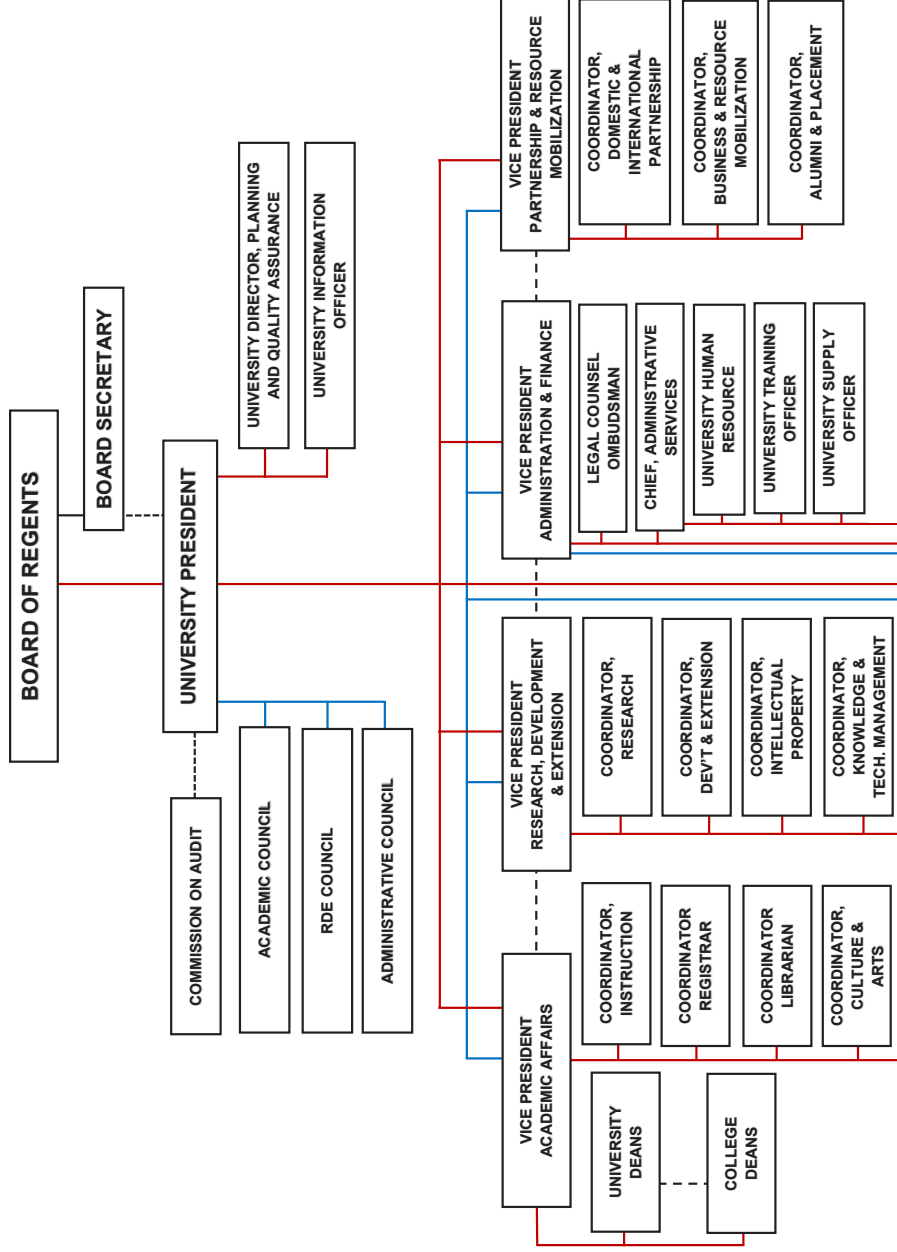 BOARD OF REGENTS
BOARD SECRETARY
UNIVERSITY PRESIDENT
COMMISSION ON AUDIT
ACADEMIC COUNCIL
RDE COUNCIL
ADMINISTRATIVE COUNCIL
UNIVERSITY DIRECTOR, PLANNING
AND QUALITY ASSURANCE
UNIVERSITY INFORMATION
OFFICER
VICE PRESIDENT
ACADEMIC AFFAIRS
UNIVERSITY
DEANS
COLLEGE
DEANS
COORDINATOR,
INSTRUCTION
COORDINATOR
REGISTRAR
COORDINATOR
LIBRARIAN
COORDINATOR,
CULTURE &
ARTS
VICE PRESIDENT
RESEARCH, DEVELOPMENT
& EXTENSION
COORDINATOR,
RESEARCH
COORDINATOR,
DEV'T & EXTENSION
COORDINATOR,
INTELLECTUAL
PROPERTY
COORDINATOR,
KNOWLEDGE &
TECH. MANAGEMENT
VICE PRESIDENT
ADMINISTRATION & FINANCE
LEGAL COUNSEL
OMBUDSMAN
CHIEF, ADMINISTRATIVE
SERVICES
UNIVERSITY HUMAN
RESOURCE
UNIVERSITY TRAINING
OFFICER
UNIVERSITY SUPPLY
OFFICER
VICE PRESIDENT
PARTNERSHIP & RESOURCE
MOBILIZATION
COORDINATOR,
DOMESTIC &
INTERNATIONAL
PARTNERSHIP
COORDINATOR,
BUSINESS & RESOURCE
MOBILIZATION
COORDINATOR,
ALUMNI & PLACEMENT